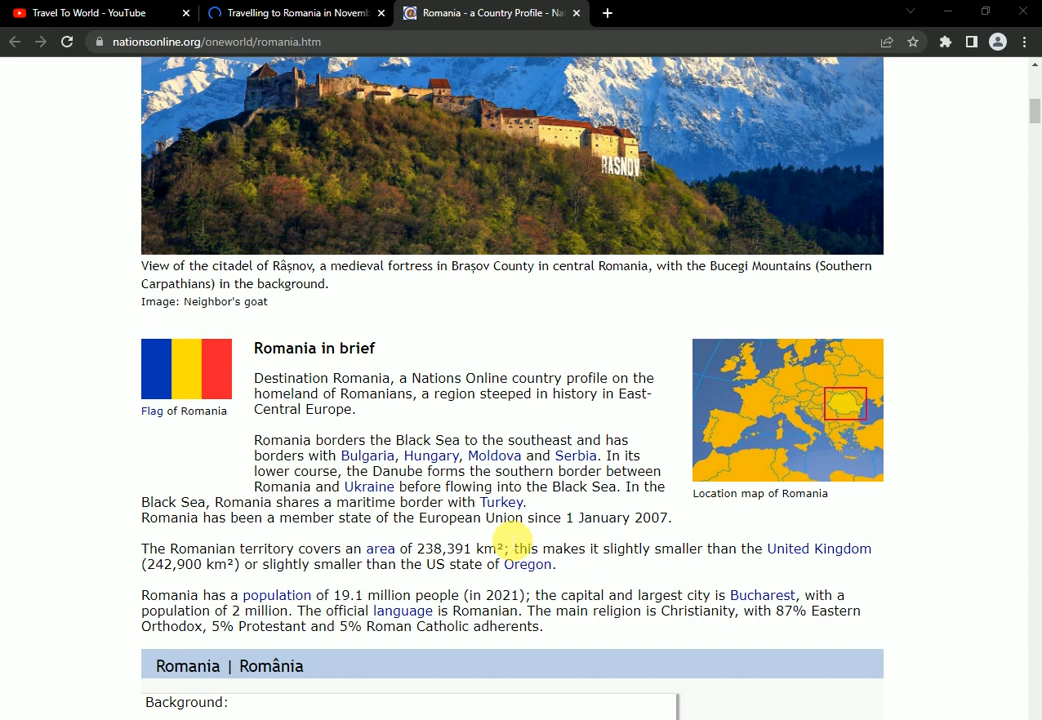 Travel To World - YouTube
Travelling to Romania in Novemb
Romania - a Country Profile - Nat
nationsonline.org/oneworld/romania.htm
RASNOV
View of the citadel of Râșnov, a medieval fortress in Brașov County in central Romania, with the Bucegi Mountains (Southern
Carpathians) in the background.
Image: Neighbor's goat
Flag of Romania
Romania in brief
Destination Romania, a Nations Online country profile on the
homeland of Romanians, a region steeped in history in East-
Central Europe.
Romania borders the Black Sea to the southeast and has
borders with Bulgaria, Hungary, Moldova and Serbia. In its
lower course, the Danube forms the southern border between
Romania and Ukraine before flowing into the Black Sea. In the
Black Sea, Romania shares a maritime border with Turkey.
Romania has been a member state of the European Union since 1 January 2007.
Location map of Romania
The Romanian territory covers an area of 238,391 km²; this makes it slightly smaller than the United Kingdom
(242,900 km²) or slightly smaller than the US state of Oregon.
Romania has a population of 19.1 million people (in 2021); the capital and largest city is Bucharest, with a
population of 2 million. The official language is Romanian. The main religion is Christianity, with 87% Eastern
Orthodox, 5% Protestant and 5% Roman Catholic adherents.
Romania | România
Background: